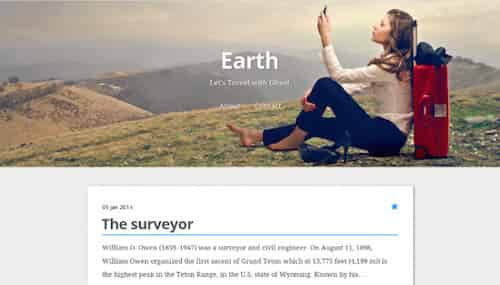 Earth
Let's Travel with Ghost
About Contact
05 Jan 2014
The surveyor
William O. Owen (1859-1947) was a surveyor and civil engineer. On August 11, 1898,
William Owen organized the first ascent of Grand Teton which at 13,775 feet (4,199 m) is
the highest peak in the Teton Range, in the U.S. state of Wyoming. Known by his…